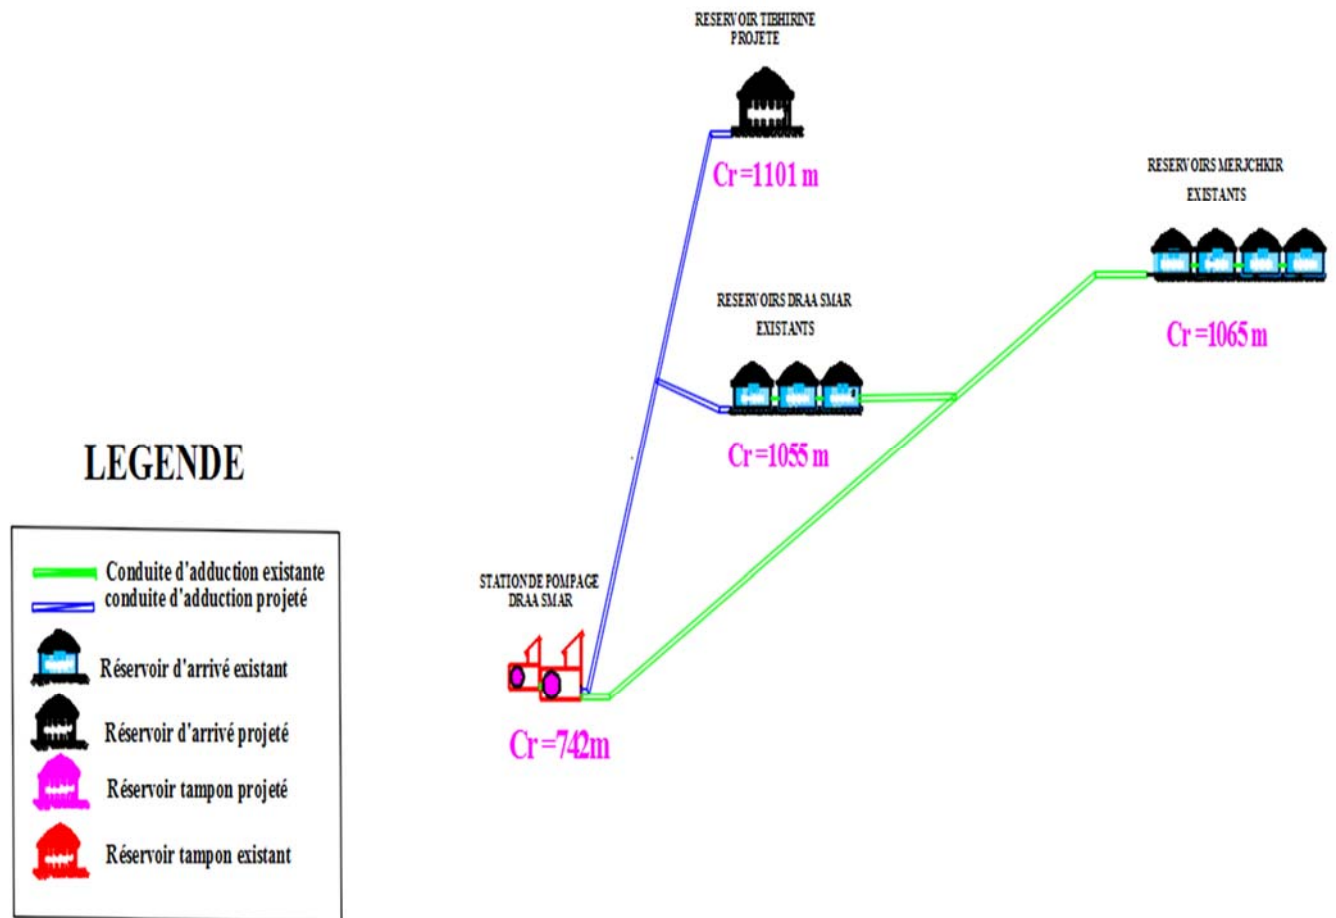 RESERVOIR TIBHIRINE
PROJETE
Cr =1101 m
RESERVOIRS MERJCHKIR
EXISTANTS
Cr =1065 m
RESERVOIRS DRAA SMAR
EXISTANTS
Cr =1055 m
STATION DE POMPAGE
DRAA SMAR
Cr =742m
LEGENDE
Conduite d'adduction existante
conduite d'adduction projeté
Réservoir d'arrivé existant
Réservoir d'arrivé projeté
Réservoir tampon projeté
Réservoir tampon existant